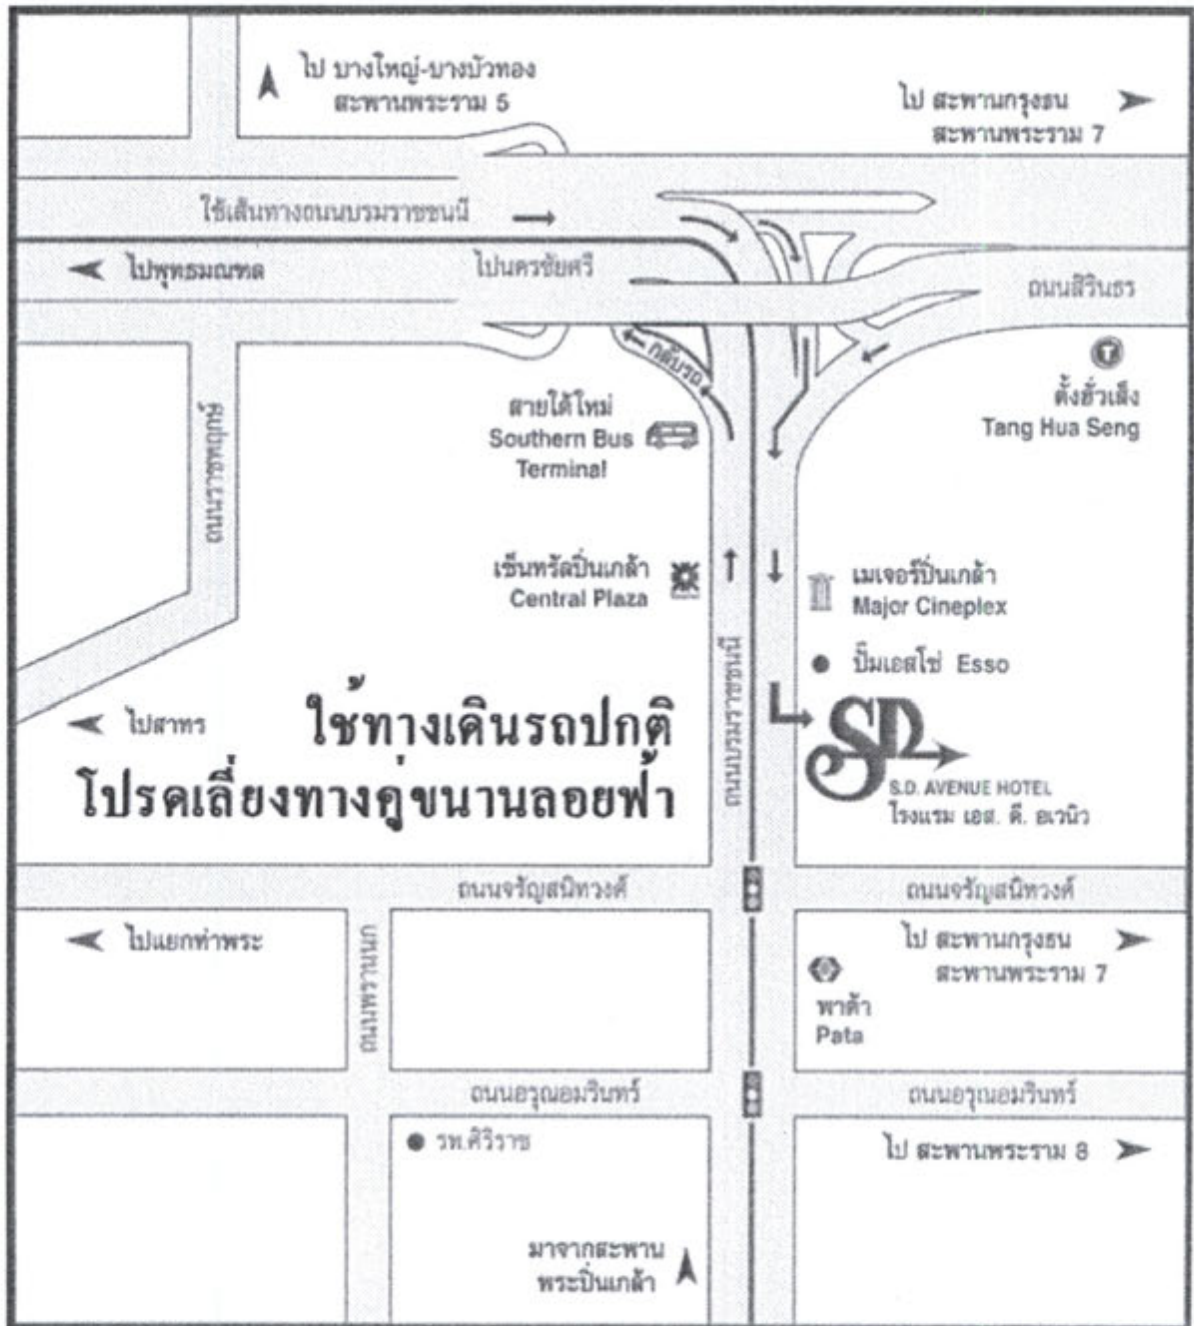 ไป บางใหญ่-บางบัวทอง
สะพานพระราม 5
ไป สะพานกรุงธน
สะพานพระราม 7
ใช้เส้นทางถนนบรมราชชนนี
ไปพุทธมณฑล
ไปนครชัยศรี
ถนนสิรินธร
กลับรถ
T
ตั้งฮั่วเส็ง
Tang Hua Seng
สายใต้ใหม่
Southern Bus
Terminal
ถนนราชพฤกษ์
เซ็นทรัลปิ่นเกล้า
Central Plaza
เมเจอร์ปิ่นเกล้า
Major Cineplex
ปั๊มเอสโซ่ Esso
ถนนบรมราชชนนี
ไปสาทร
ใช้ทางเดินรถปกติ
โปรดเลี่ยงทางคู่ขนานลอยฟ้า
SD
S.D. AVENUE HOTEL
โรงแรม เอส. ดี. อเวนิว
ถนนจรัญสนิทวงศ์
ถนนจรัญสนิทวงศ์
ไปแยกท่าพระ
ถนนพรานนก
ไป สะพานกรุงธน
สะพานพระราม 7
พาต้า
Pata
ถนนอรุณอมรินทร์
ถนนอรุณอมรินทร์
รพ.ศิริราช
ไป สะพานพระราม 8
มาจากสะพาน
พระปิ่นเกล้า